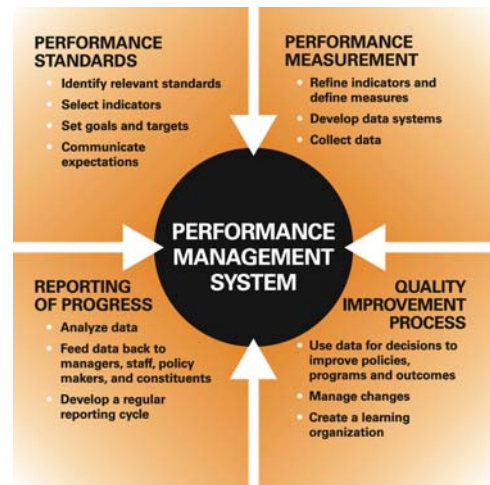 PERFORMANCE
STANDARDS
• Identify relevant standards
• Select indicators
• Set goals and targets
• Communicate
expectations
PERFORMANCE
MEASUREMENT
• Refine indicators and
define measures
• Develop data systems
• Collect data
PERFORMANCE
MANAGEMENT
SYSTEM
REPORTING
OF PROGRESS
• Analyze data
• Feed data back to
managers, staff, policy
makers, and constituents
• Develop a regular
reporting cycle
QUALITY
IMPROVEMENT
PROCESS
• Use data for decisions to
improve policies,
programs and outcomes
• Manage changes
• Create a learning
organization